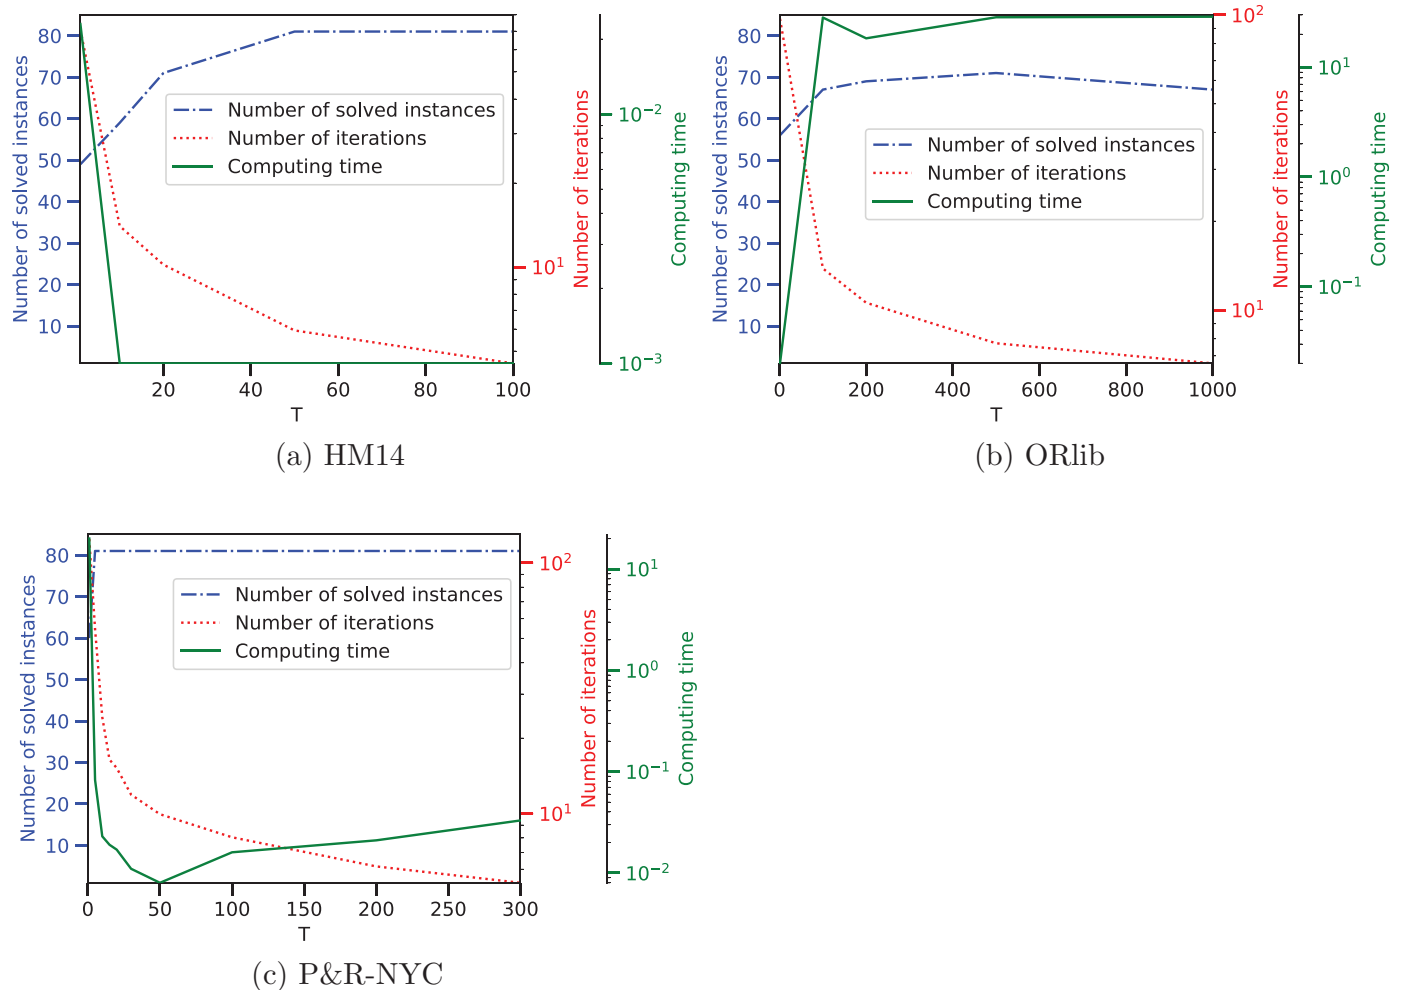 Number of solved instances
80
70
60
50
40
30
20
10
Number of solved instances
Number of iterations
Computing time
20 40 60 80 100
T
10^1
Number of iterations
10^-2
10^-3
Computing time
(a) HM14
Number of solved instances
80
70
60
50
40
30
20
10
Number of solved instances
Number of iterations
Computing time
0 200 400 600 800 1000
T
10^2
10^1
Number of iterations
10^1
10^0
10^-1
Computing time
(b) ORlib
Number of solved instances
80
70
60
50
40
30
20
10
Number of solved instances
Number of iterations
Computing time
0 50 100 150 200 250 300
T
10^2
10^1
Number of iterations
10^1
10^0
10^-1
10^-2
Computing time
(c) P&R-NYC